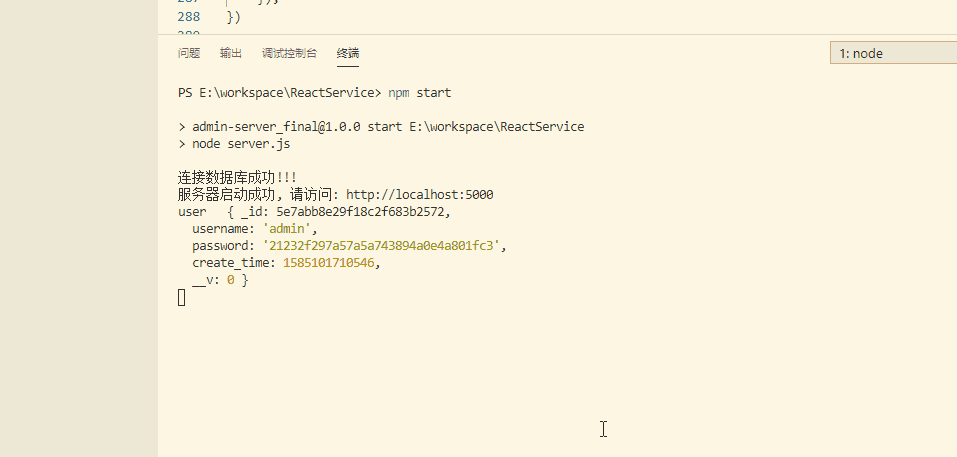 288 })
问题 输出 调试控制台 终端 1: node
PS E:\workspace\ReactService> npm start
> admin-server_final@1.0.0 start E:\workspace\ReactService
> node server.js
连接数据库成功!!!
服务器启动成功, 请访问: http://localhost:5000
user { _id: 5e7abb8e29f18c2f683b2572,
username: 'admin',
password: '21232f297a57a5a743894a0e4a801fc3',
create_time: 1585101710546,
__v: 0 }